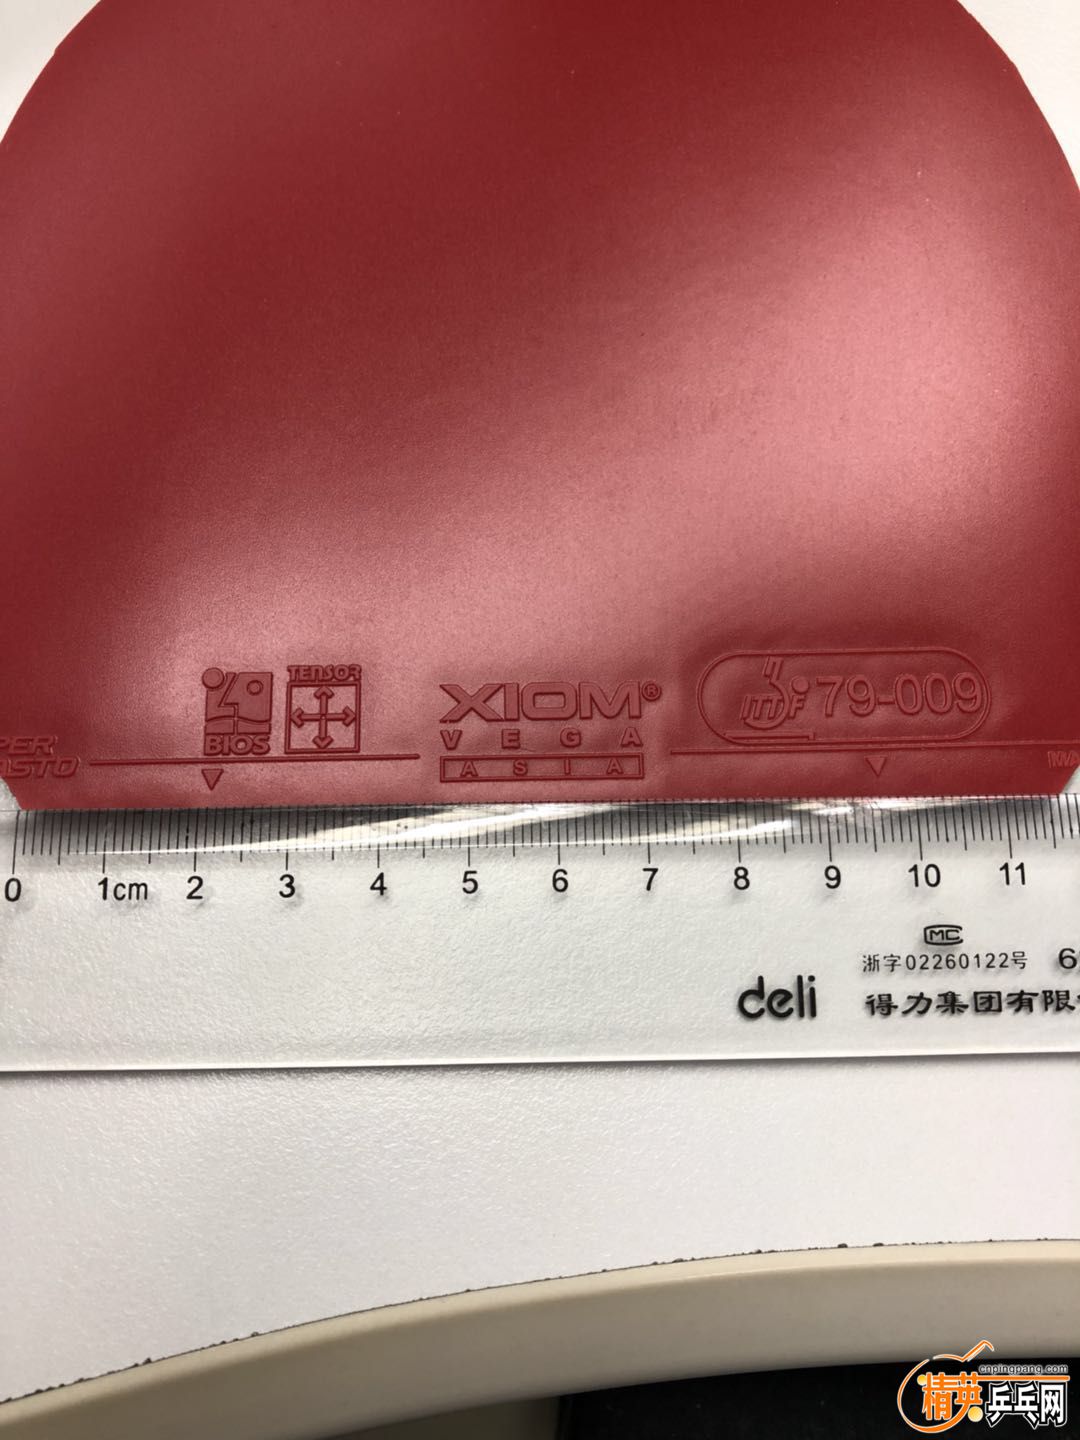 TENSOR
BIOS
XIOM®
VEGA
ASIA
ITTF 79-009
0 1cm 2 3 4 5 6 7 8 9 10 11
MC
浙字02260122号
deli 得力集团有限
cnpingpang.com
精英乒乓网